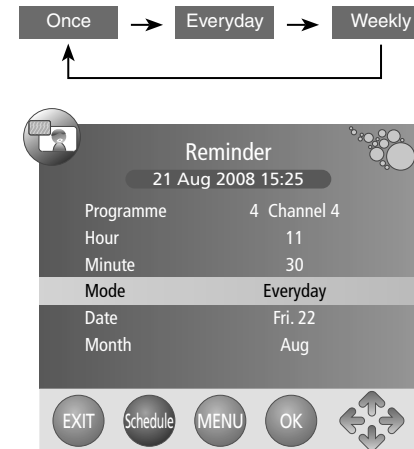 Once Everyday Weekly
Reminder
21 Aug 2008 15:25
Programme 4 Channel 4
Hour 11
Minute 30
Mode Everyday
Date Fri. 22
Month Aug
EXIT Schedule MENU OK